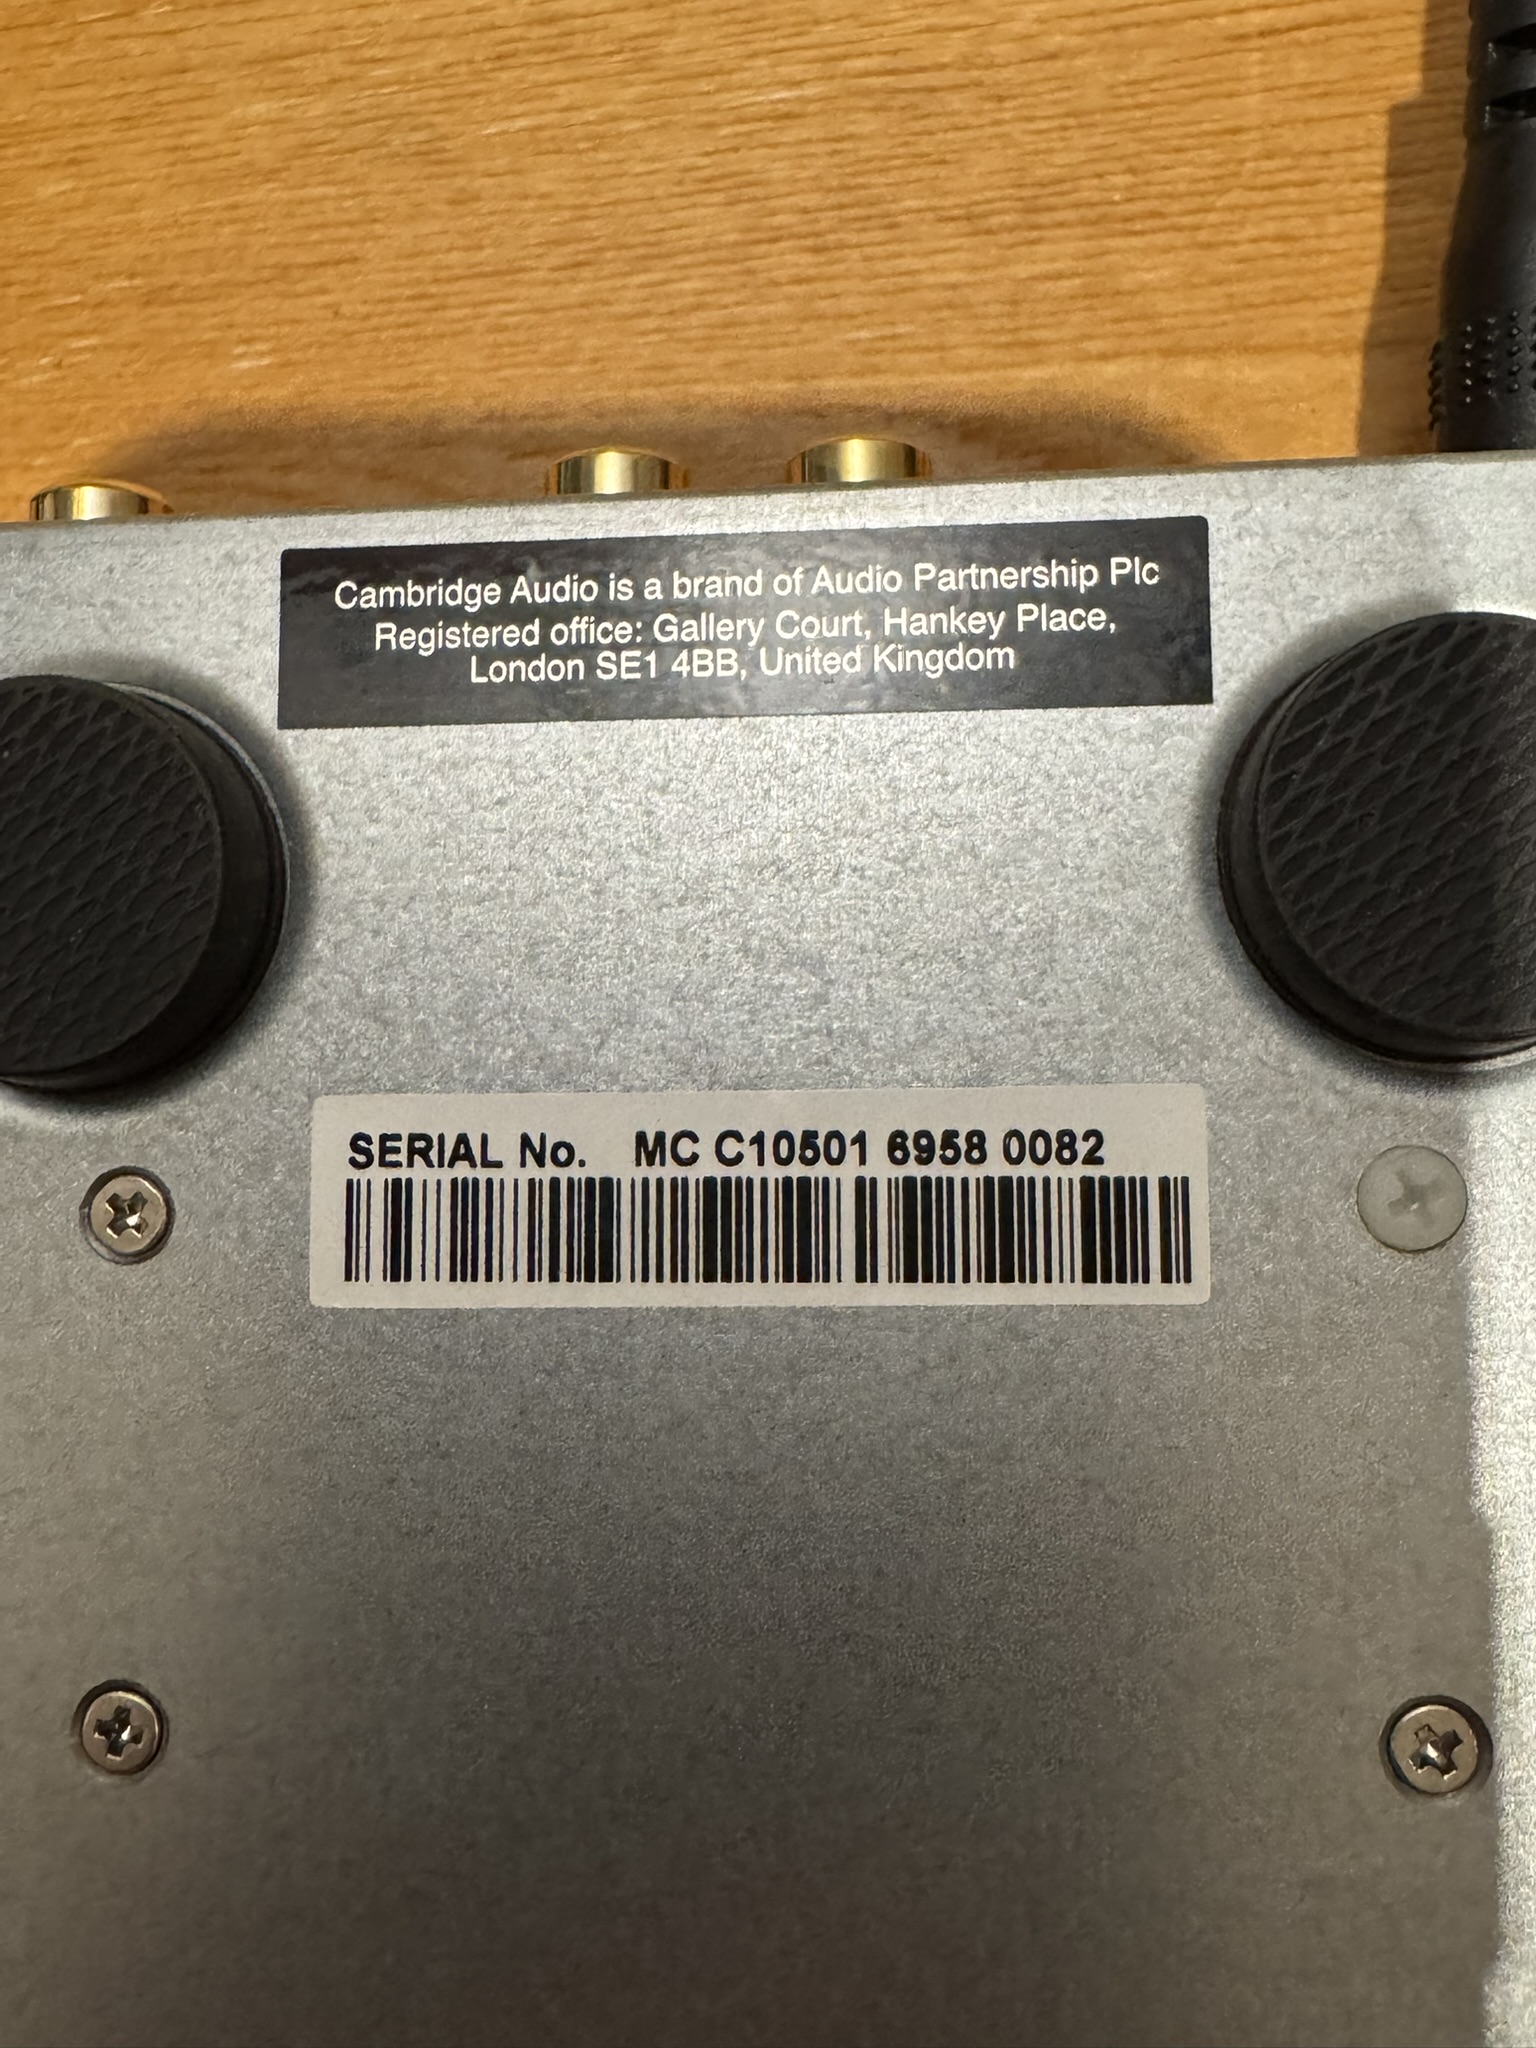 Cambridge Audio is a brand of Audio Partnership Plc
Registered office: Gallery Court, Hankey Place,
London SE1 4BB, United Kingdom
SERIAL No. MC C10501 6958 0082